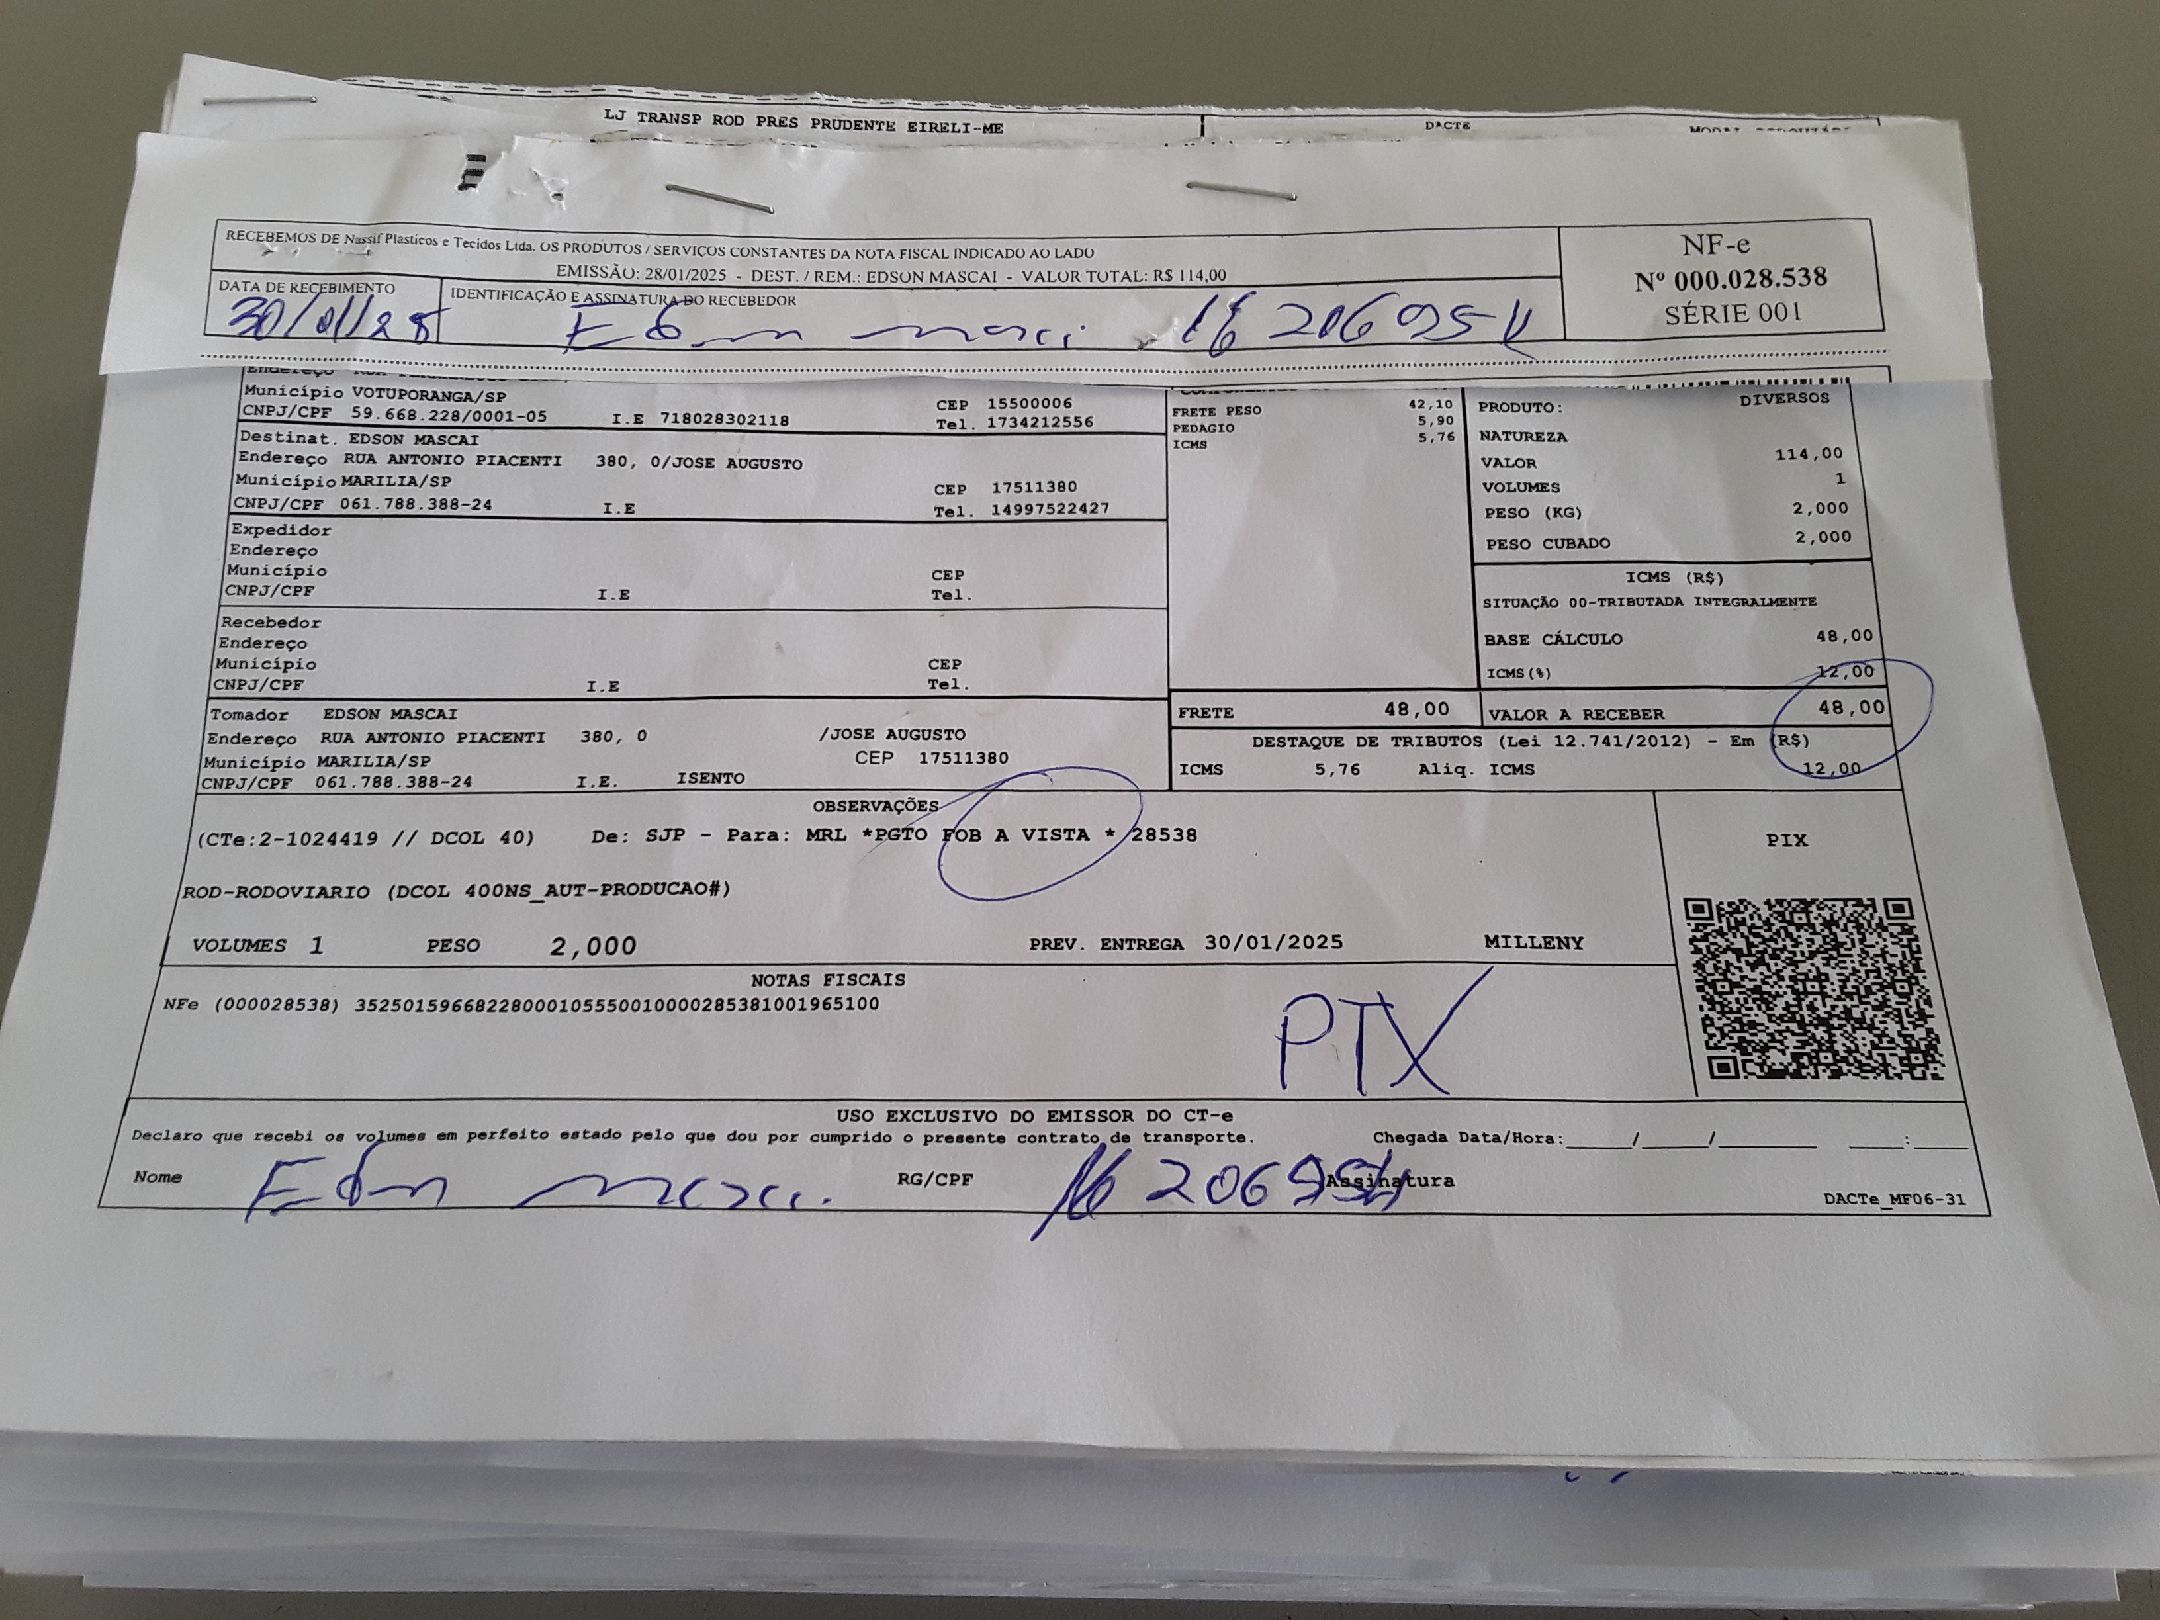 LJ TRANSP ROD PRES PRUDENTE EIRELI-ME DACTE
RECEBEMOS DE Nassif Plasticos e Tecidos Ltda. OS PRODUTOS / SERVIÇOS CONSTANTES DA NOTA FISCAL INDICADO AO LADO
EMISSÃO: 28/01/2025 - DEST. / REM.: EDSON MASCAI - VALOR TOTAL: R$ 114,00
DATA DE RECEBIMENTO
30/01/25
IDENTIFICAÇÃO E ASSINATURA DO RECEBEDOR
NF-e
Nº 000.028.538
SÉRIE 001
Município VOTUPORANGA/SP CEP 15500006
CNPJ/CPF 59.668.228/0001-05 I.E 718028302118 Tel. 1734212556
Destinat. EDSON MASCAI
Endereço RUA ANTONIO PIACENTI 380, 0/JOSE AUGUSTO
Município MARILIA/SP CEP 17511380
CNPJ/CPF 061.788.388-24 I.E Tel. 14997522427
Expedidor
Endereço
Município CEP
CNPJ/CPF I.E Tel.
Recebedor
Endereço
Município CEP
CNPJ/CPF I.E Tel.
Tomador EDSON MASCAI
Endereço RUA ANTONIO PIACENTI 380, 0 /JOSE AUGUSTO
Município MARILIA/SP CEP 17511380
CNPJ/CPF 061.788.388-24 I.E. ISENTO
FRETE PESO 42,10
PEDAGIO 5,90
ICMS 5,76
PRODUTO: DIVERSOS
NATUREZA
VALOR 114,00
VOLUMES 1
PESO (KG) 2,000
PESO CUBADO 2,000
ICMS (R$)
SITUAÇÃO 00-TRIBUTADA INTEGRALMENTE
BASE CÁLCULO 48,00
ICMS(%) 12,00
FRETE 48,00 VALOR A RECEBER 48,00
DESTAQUE DE TRIBUTOS (Lei 12.741/2012) - Em (R$)
ICMS 5,76 Aliq. ICMS 12,00
OBSERVAÇÕES
(CTe:2-1024419 // DCOL 40) De: SJP - Para: MRL *PGTO FOB A VISTA * 28538
ROD-RODOVIARIO (DCOL 400NS_AUT-PRODUCAO#)
VOLUMES 1 PESO 2,000 PREV. ENTREGA 30/01/2025 MILLENY
PIX
NOTAS FISCAIS
NFe (000028538) 35250159668228000105550010000285381001965100
PIX
USO EXCLUSIVO DO EMISSOR DO CT-e
Declaro que recebi os volumes em perfeito estado pelo que dou por cumprido o presente contrato de transporte. Chegada Data/Hora:_____/_____/________ ____:____
Nome RG/CPF Assinatura
DACTe_MF06-31